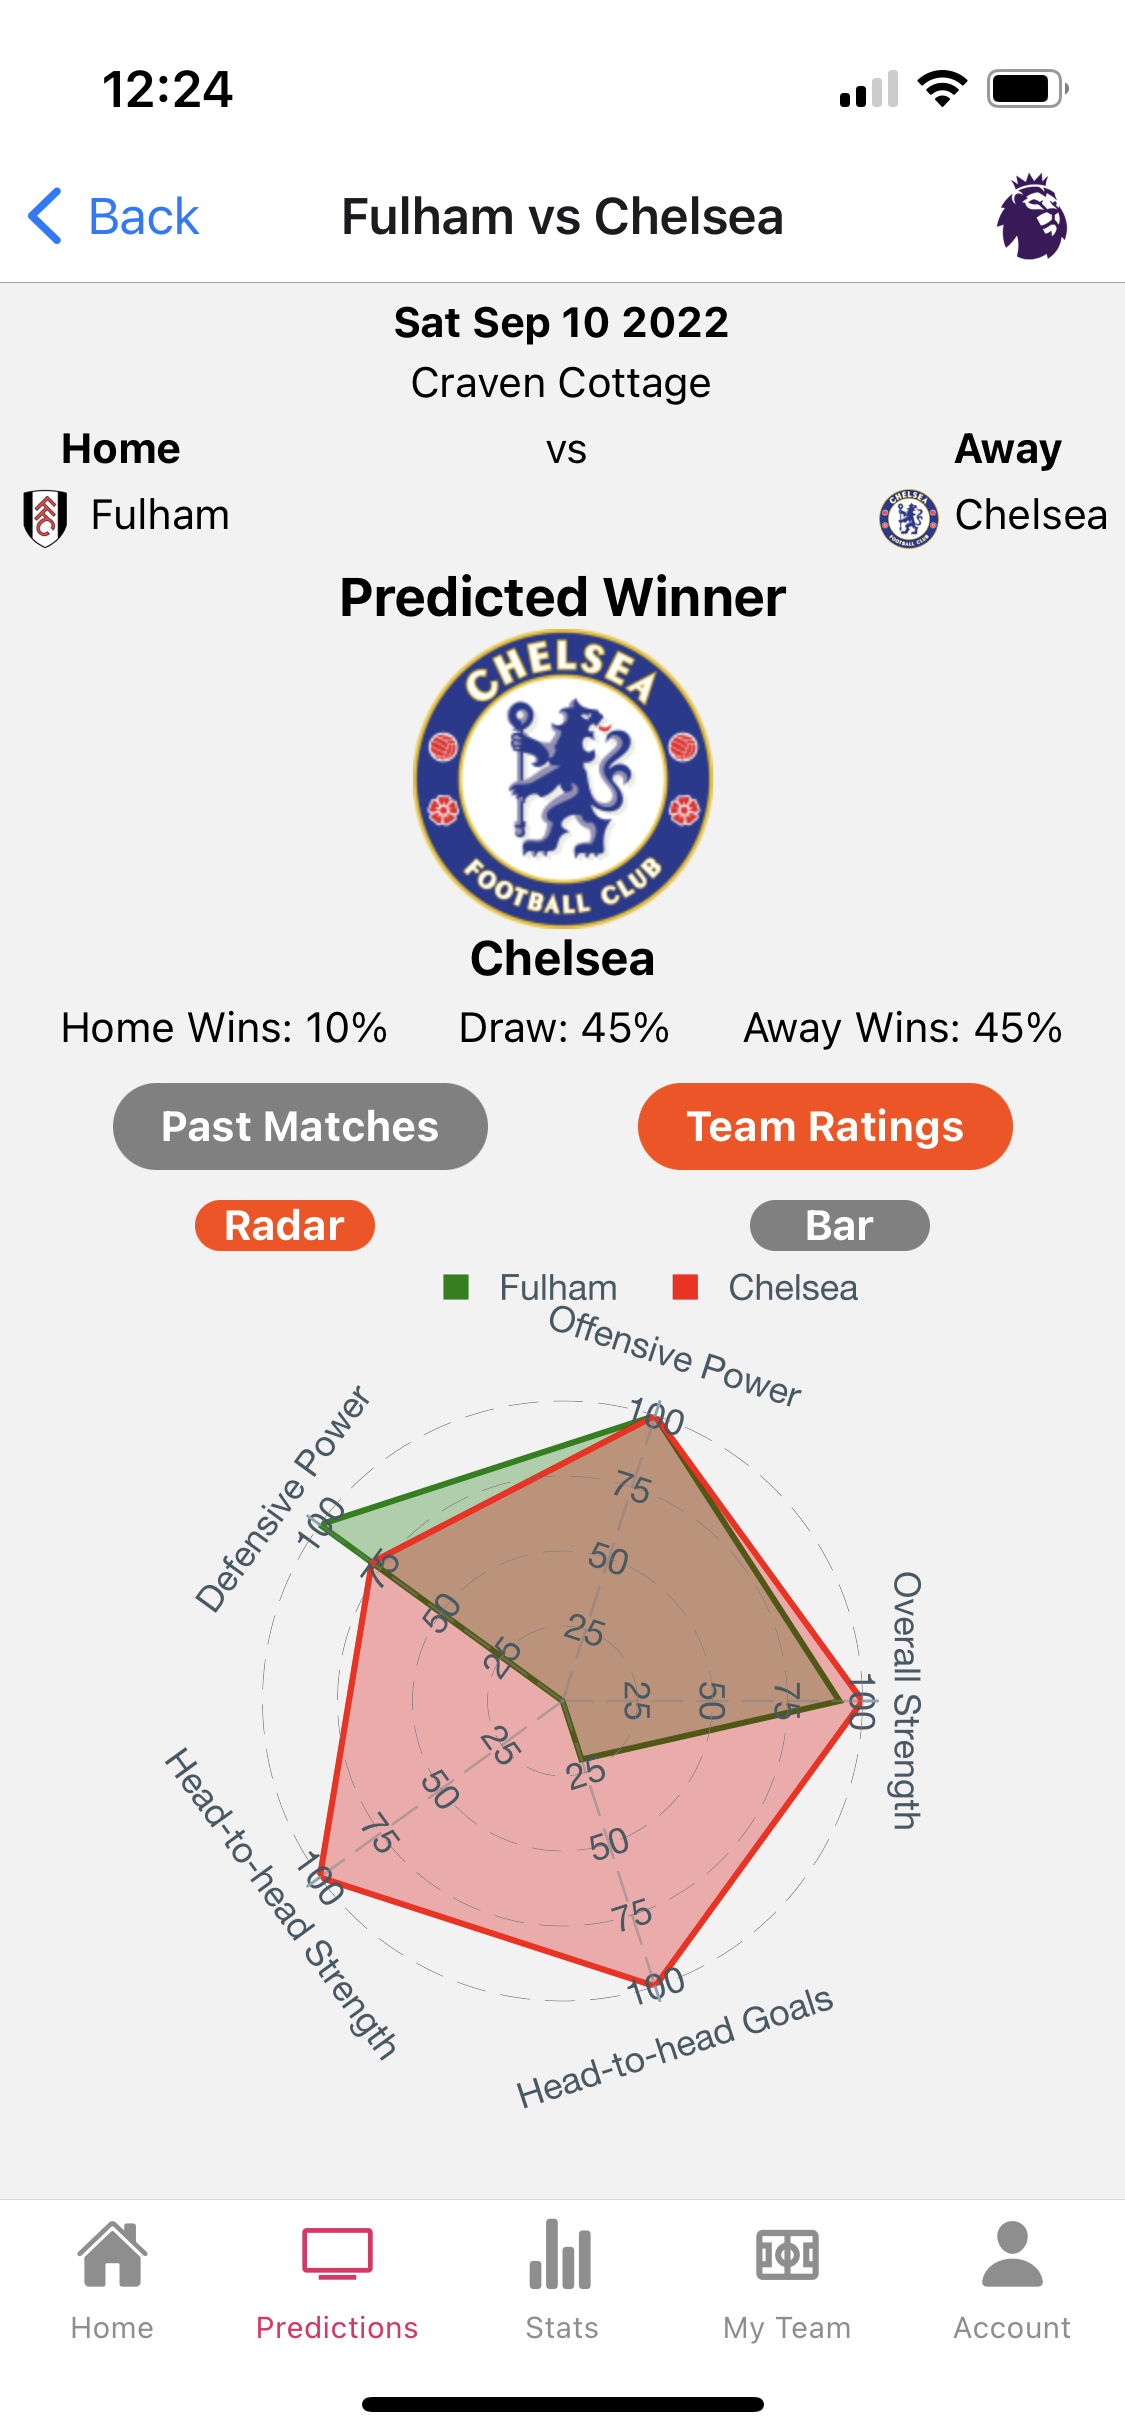 12:24
Back
Fulham vs Chelsea
Sat Sep 10 2022
Craven Cottage
Home
vs
Away
Fulham
CHELSEA
FOOTBALL CLUB
Chelsea
Predicted Winner
CHELSEA
FOOTBALL CLUB
Chelsea
Home Wins: 10%
Draw: 45%
Away Wins: 45%
Past Matches
Team Ratings
Radar
Bar
Fulham
Chelsea
Offensive Power
100
75
50
25
Defensive Power
100
75
50
25
Overall Strength
25
50
75
100
Head-to-head Strength
25
50
75
100
Head-to-head Goals
25
50
75
100
Home
Predictions
Stats
My Team
Account